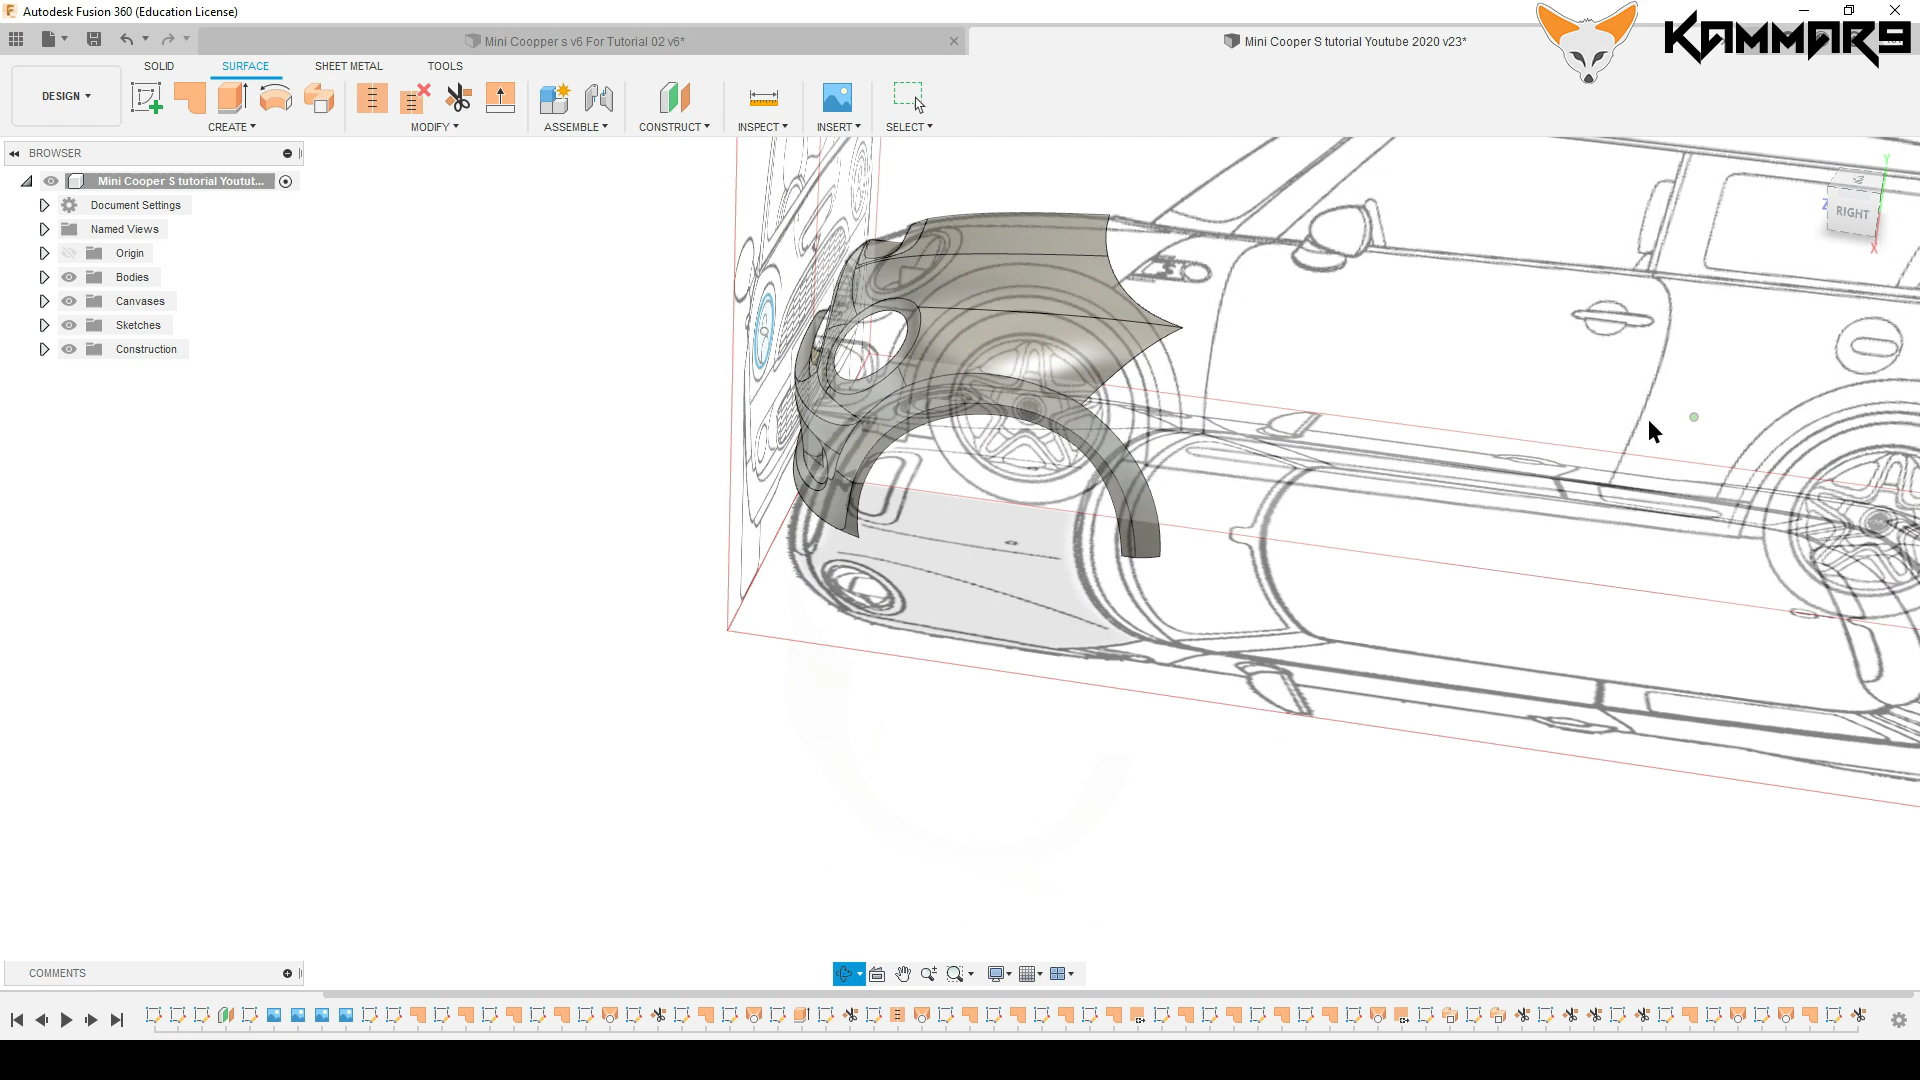 Autodesk Fusion 360 (Education License)
KAMMAR9
Mini Coopper s v6 For Tutorial 02 v6*
Mini Cooper S tutorial Youtube 2020 v23*
SOLID
SURFACE
SHEET METAL
TOOLS
DESIGN
CREATE
MODIFY
ASSEMBLE
CONSTRUCT
INSPECT
INSERT
SELECT
BROWSER
Mini Cooper S tutorial Youtut...
Document Settings
Named Views
Origin
Bodies
Canvases
Sketches
Construction
Y
Z
RIGHT
X
COMMENTS